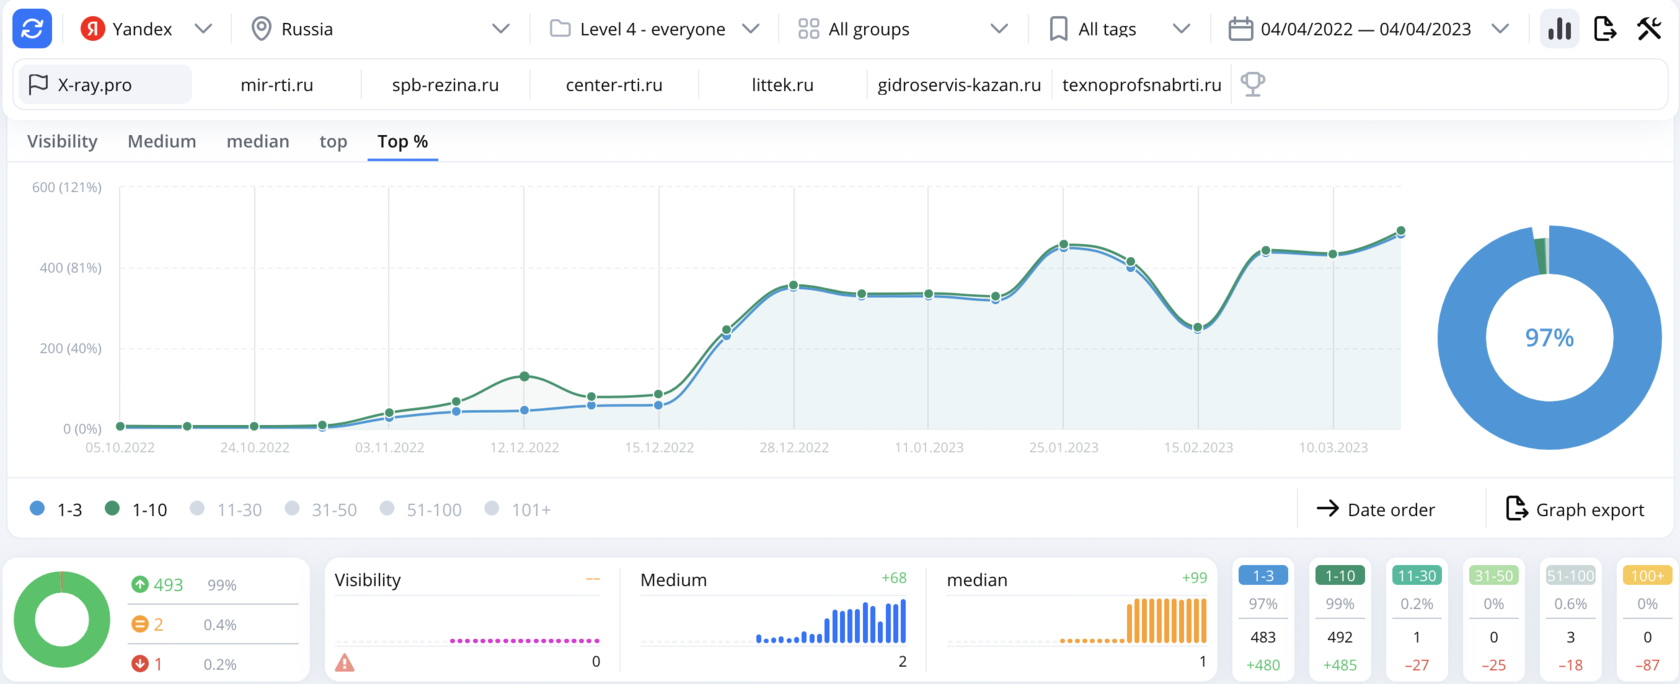 Я Yandex Russia Level 4 - everyone All groups All tags 04/04/2022 — 04/04/2023
X-ray.pro mir-rti.ru spb-rezina.ru center-rti.ru littek.ru gidroservis-kazan.ru texnoprofsnabrti.ru
Visibility Medium median top Top %
600 (121%)
400 (81%)
200 (40%)
0 (0%)
05.10.2022 24.10.2022 03.11.2022 12.12.2022 15.12.2022 28.12.2022 11.01.2023 25.01.2023 15.02.2023 10.03.2023
97%
1-3 1-10 11-30 31-50 51-100 101+ Date order Graph export
493 99%
2 0.4%
1 0.2%
Visibility --
0
Medium +68
2
median +99
1
1-3 1-10 11-30 31-50 51-100 100+
97% 99% 0.2% 0% 0.6% 0%
483 492 1 0 3 0
+480 +485 −27 −25 −18 −87